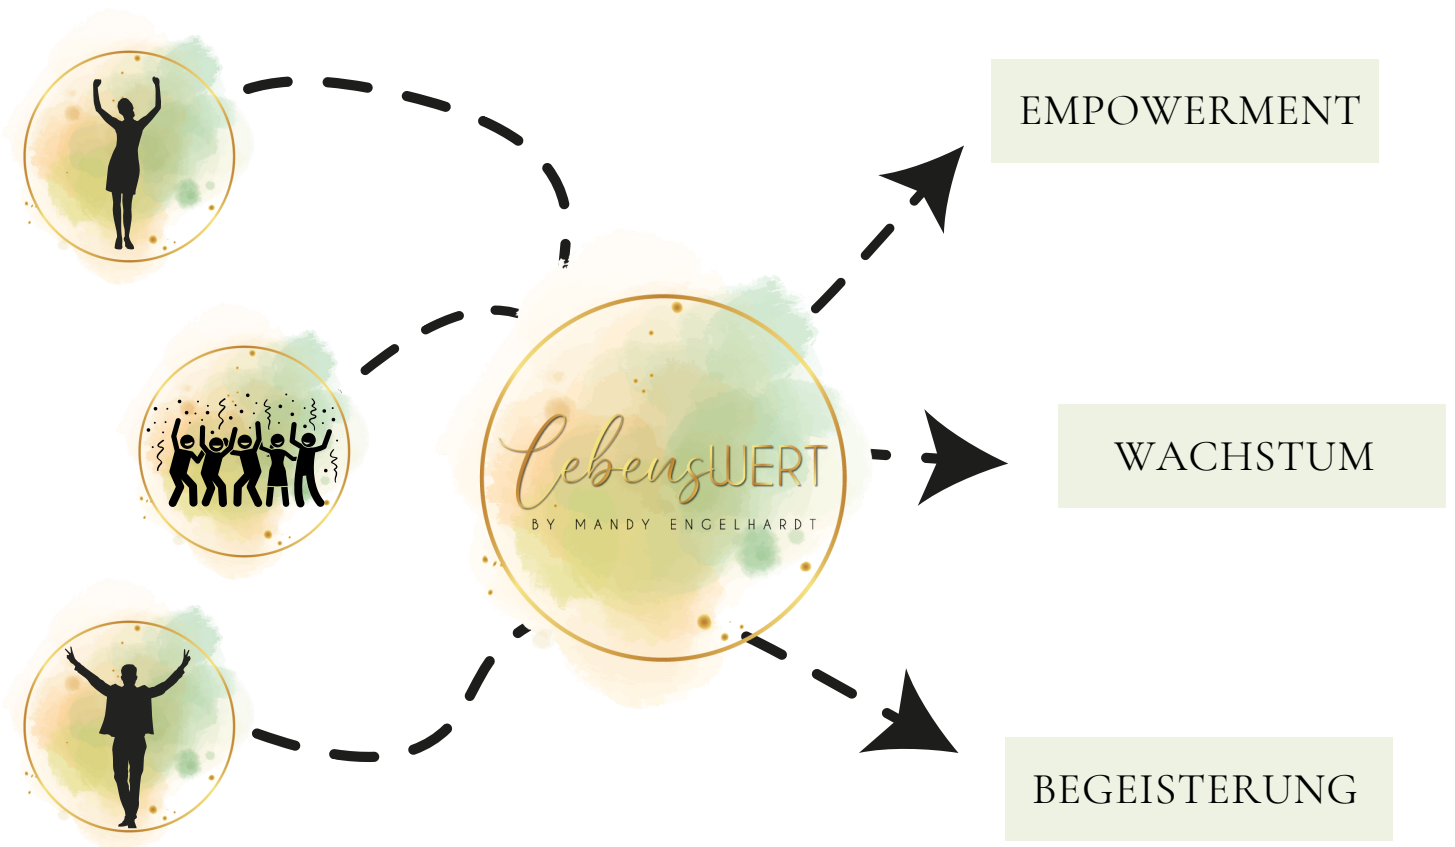 EMPOWERMENT
LebensWERT
BY MANDY ENGELHARDT
WACHSTUM
BEGEISTERUNG